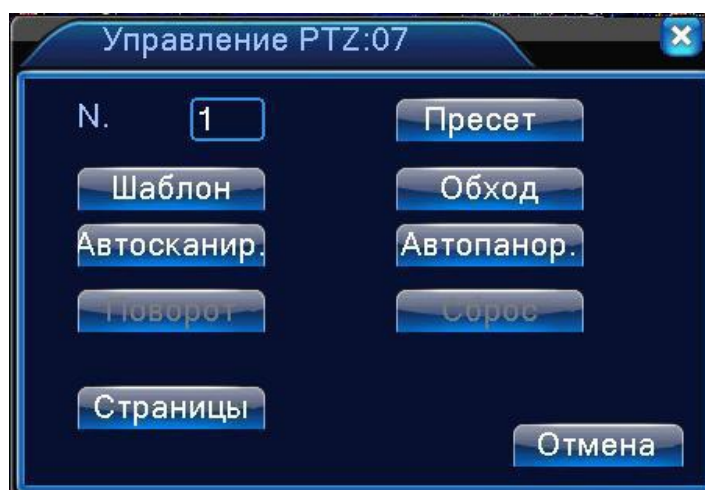 Управление PTZ:07
N. 1 Пресет
Шаблон Обход
Автосканир. Автопанор.
Поворот Сброс
Страницы
Отмена